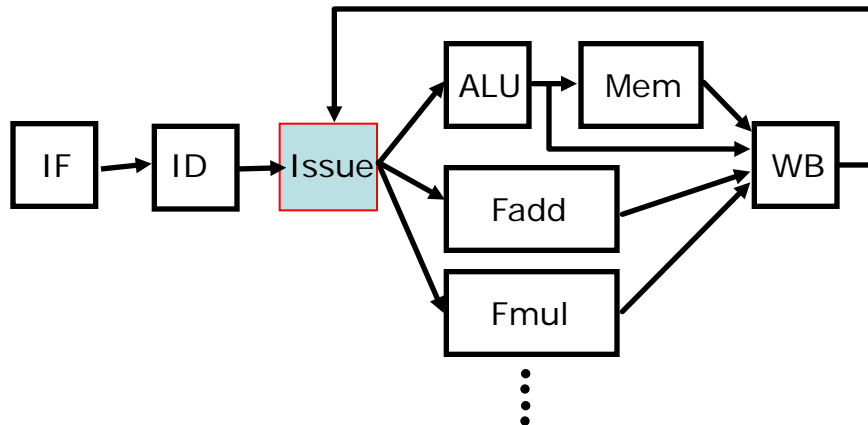 ALU
Mem
IF
ID
Issue
WB
Fadd
Fmul